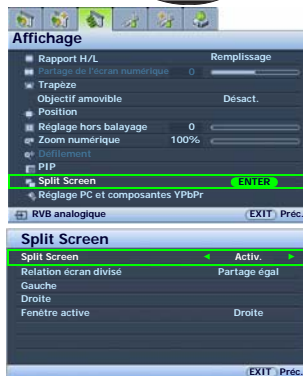 Affichage
Rapport H/L Remplissage
Partage de l'écran numérique 0
Trapèze
Objectif amovible Désact.
Position
Réglage hors balayage 0
Zoom numérique 100%
Défilement
PIP
Split Screen ENTER
Réglage PC et composantes YPbPr
RVB analogique EXIT Préc.
Split Screen
Split Screen Activ.
Relation écran divisé Partage égal
Gauche
Droite
Fenêtre active Droite
EXIT Préc.